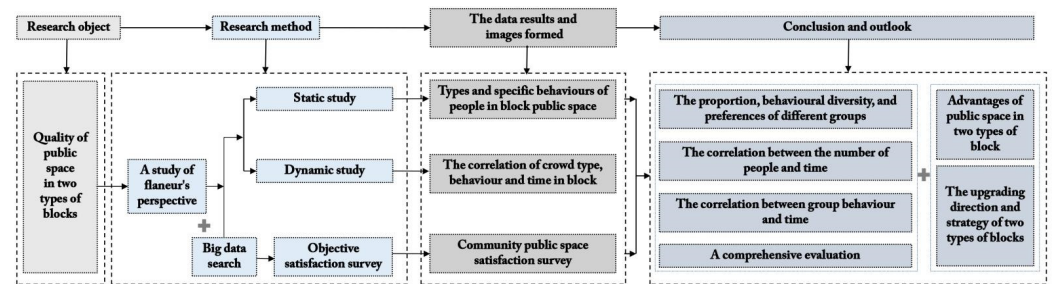 Research object
Research method
The data results and
images formed
Conclusion and outlook
Quality of
public
space
in two
types of
blocks
A study of
flaneur's
perspective
Static study
Dynamic study
Big data
search
Objective
satisfaction survey
Types and specific behaviours of
people in block public space
The correlation of crowd type,
behaviour and time in block
Community public space
satisfaction survey
The proportion, behavioural diversity, and
preferences of different groups
The correlation between the number of
people and time
The correlation between group behaviour
and time
A comprehensive evaluation
Advantages of
public space in
two types of
block
The upgrading
direction and
strategy of two
types of blocks